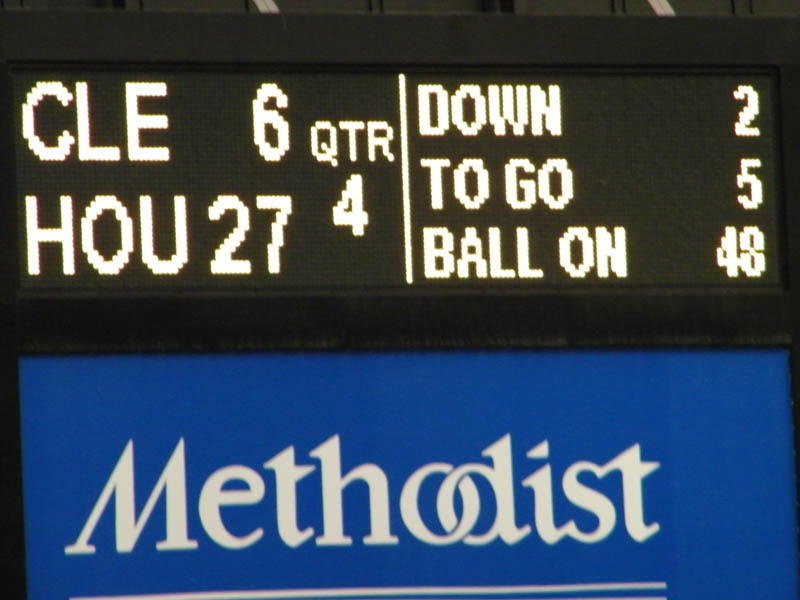 CLE 6 QTR
HOU 27 4
DOWN 2
TO GO 5
BALL ON 48
Methodist